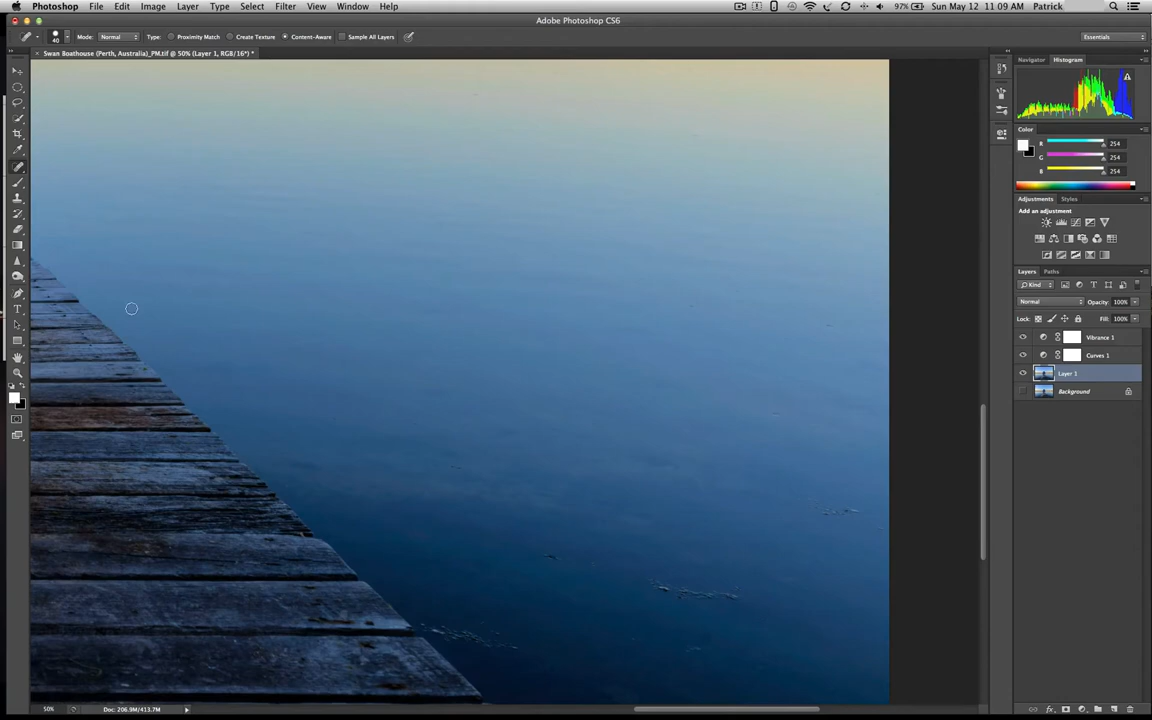 Photoshop File Edit Image Layer Type Select Filter View Window Help 97% Sun May 12 11:09 AM Patrick
Adobe Photoshop CS6
40 Mode: Normal Proximity Match Create Texture Content-Aware Sample All Layers Essentials
Swan Boathouse (Perth, Australia)_PM.tif @ 50% (Layer 1, RGB/16*) *
Navigator Histogram
Color
R 254
G 254
B 254
Adjustments Styles
Add an adjustment
Layers Paths
Kind
Normal Opacity: 100%
Lock: Fill: 100%
Vibrance 1
Curves 1
Layer 1
Background
50% Doc: 206.9M/413.7M